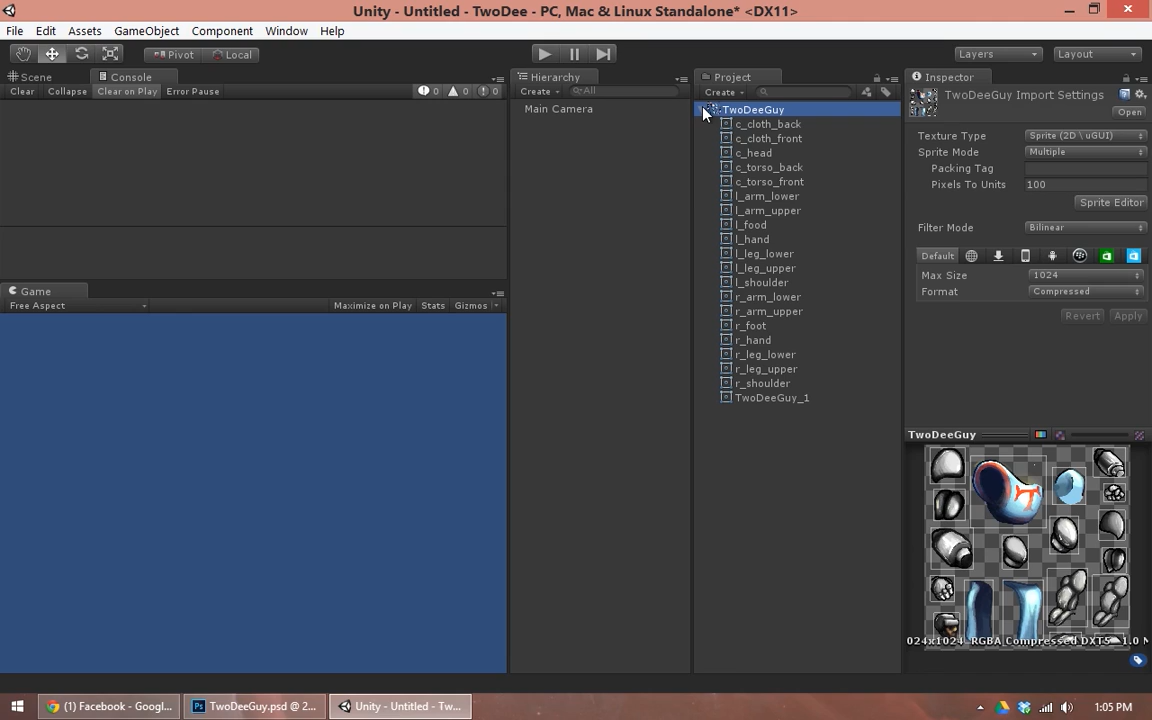 Unity - Untitled - TwoDee - PC, Mac & Linux Standalone* <DX11>
File Edit Assets GameObject Component Window Help
Pivot Local Layers Layout
Scene Console Hierarchy Project Inspector
Clear Collapse Clear on Play Error Pause 0 0 0 Create All Create
TwoDeeGuy Import Settings
Open
Main Camera
TwoDeeGuy
c_cloth_back
c_cloth_front
c_head
c_torso_back
c_torso_front
l_arm_lower
l_arm_upper
l_food
l_hand
l_leg_lower
l_leg_upper
l_shoulder
r_arm_lower
r_arm_upper
r_foot
r_hand
r_leg_lower
r_leg_upper
r_shoulder
TwoDeeGuy_1
Texture Type Sprite (2D \ uGUI)
Sprite Mode Multiple
Packing Tag
Pixels To Units 100
Sprite Editor
Filter Mode Bilinear
Default
Max Size 1024
Format Compressed
Revert Apply
Game
Free Aspect Maximize on Play Stats Gizmos
TwoDeeGuy
024x1024 RGBA Compressed DXT5 1.0 M
(1) Facebook - Googl... TwoDeeGuy.psd @ 2... Unity - Untitled - Tw... 1:05 PM